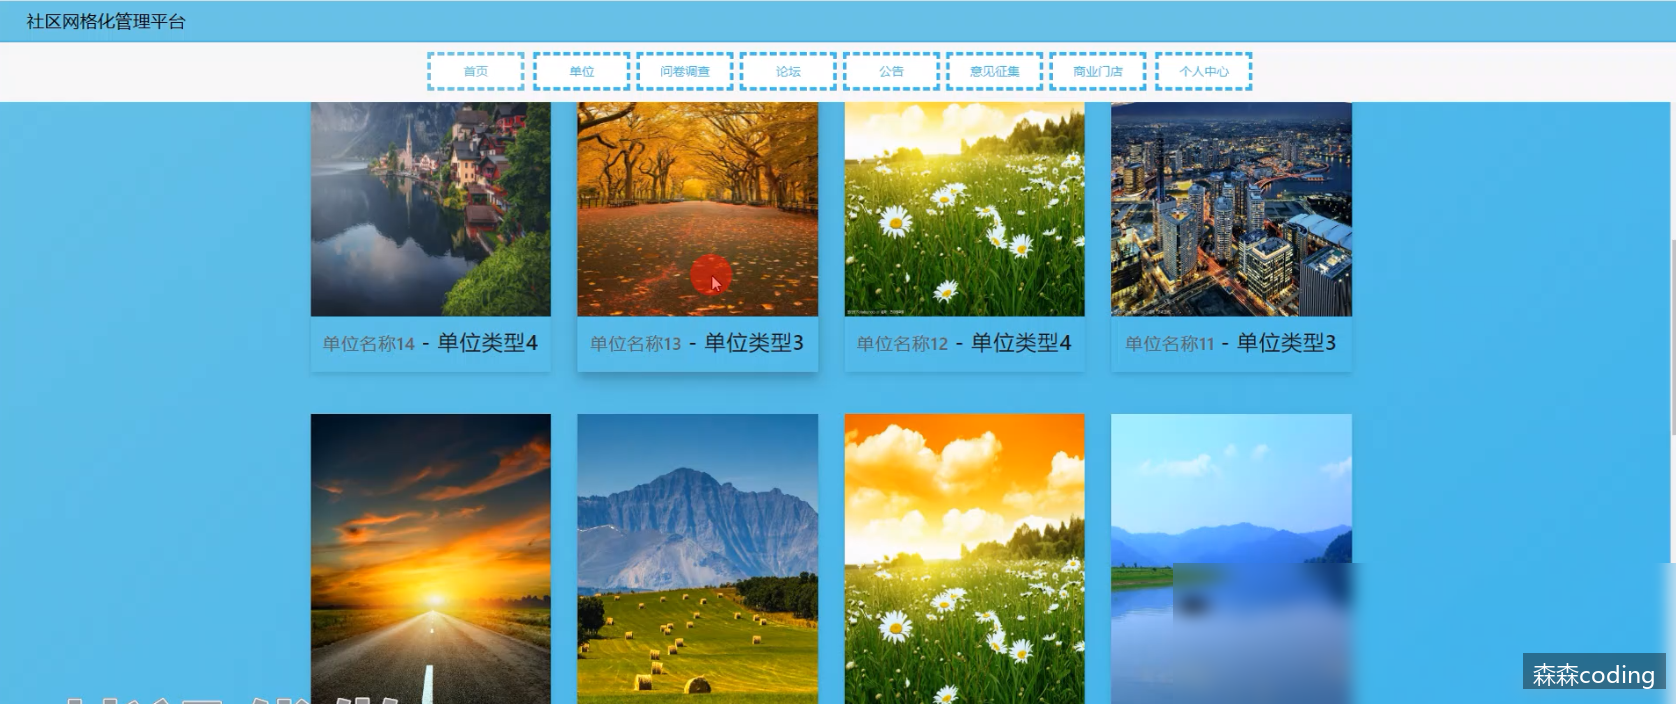 社区网格化管理平台
首页 单位 问卷调查 论坛 公告 意见征集 商业门店 个人中心
单位名称14 - 单位类型4 单位名称13 - 单位类型3 单位名称12 - 单位类型4 单位名称11 - 单位类型3
森森coding